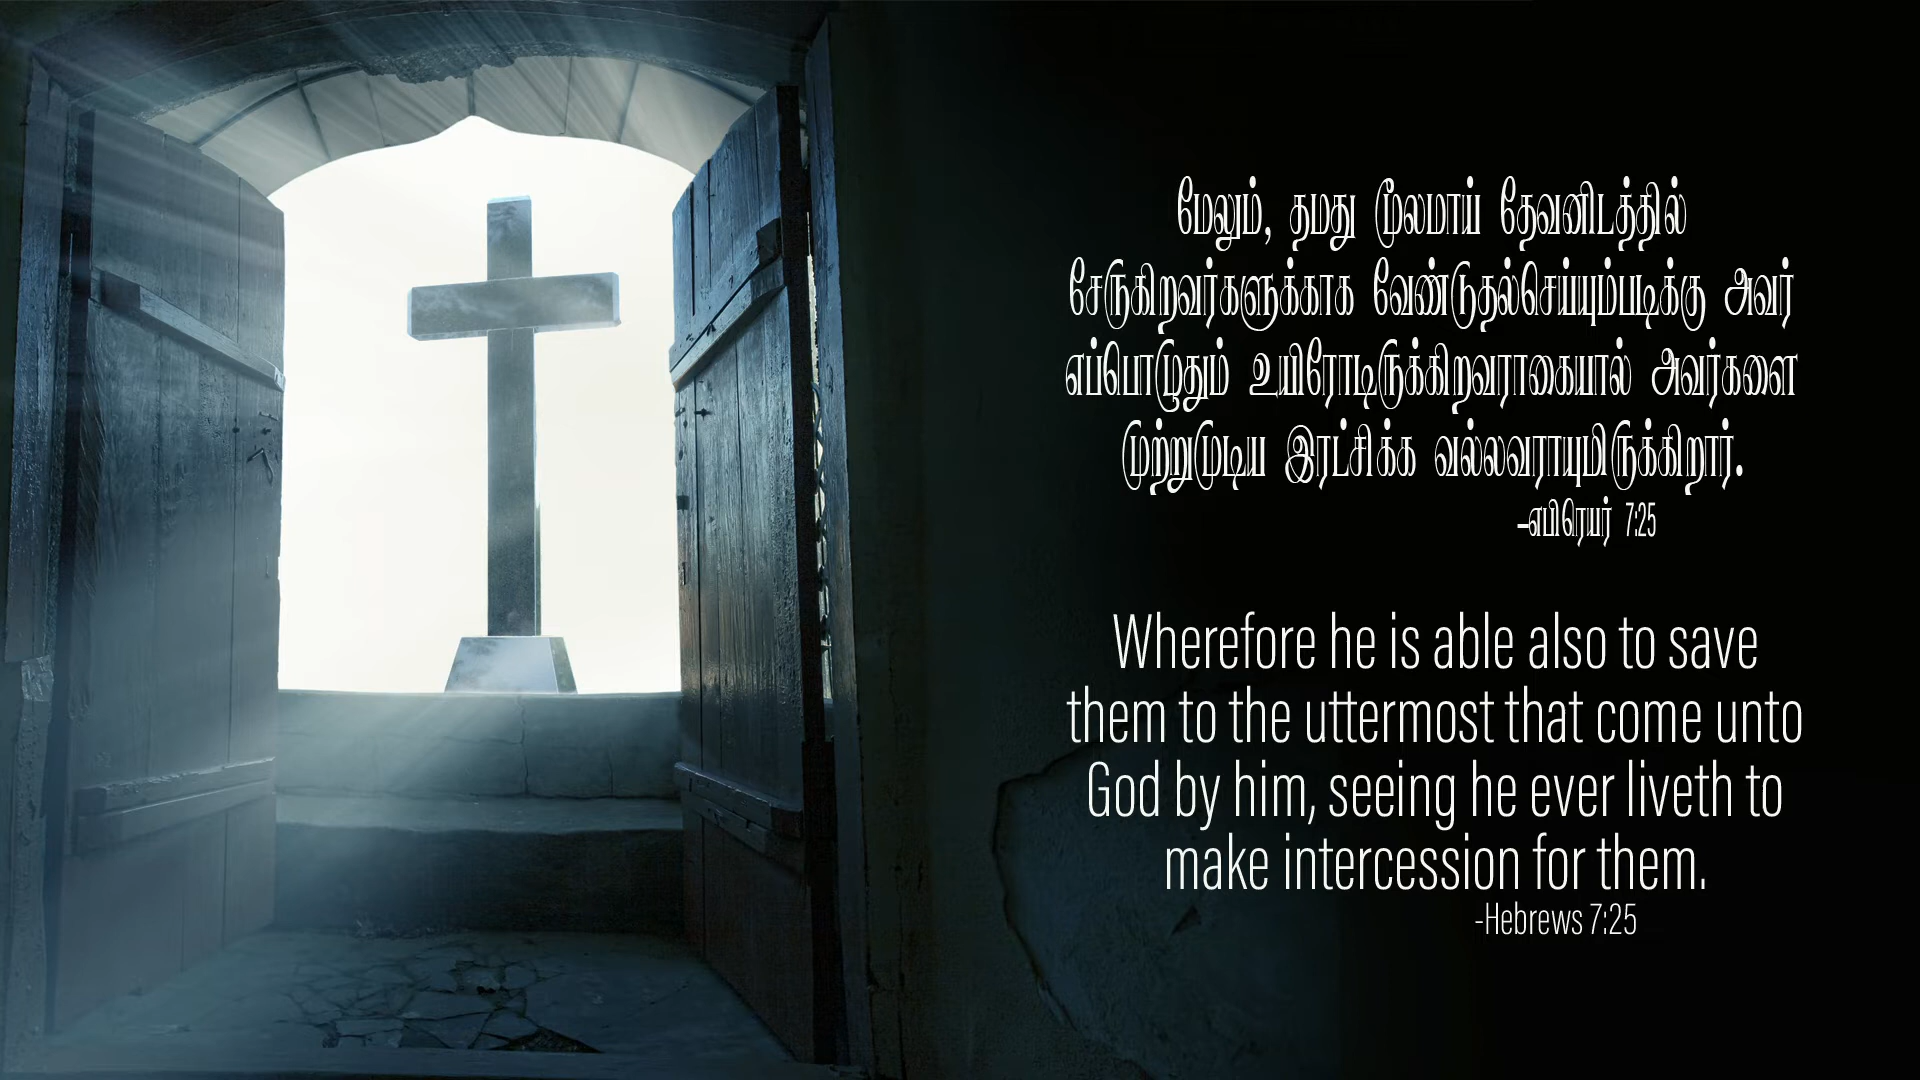 மேலும், தமது மூலமாய் தேவனிடத்தில்
சேருகிறவர்களுக்காக வேண்டுதல்செய்யும்படிக்கு அவர்
எப்பொழுதும் உயிரோடிருக்கிறவராகையால் அவர்களை
முற்றுமுடிய இரட்சிக்க வல்லவராயுமிருக்கிறார்.
-எபிரெயர் 7:25
Wherefore he is able also to save
them to the uttermost that come unto
God by him, seeing he ever liveth to
make intercession for them.
-Hebrews 7:25